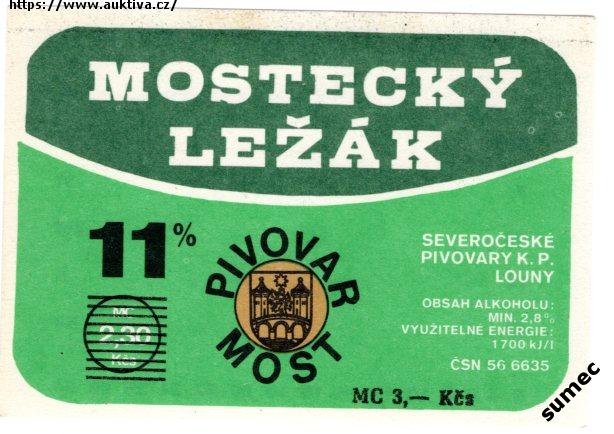 https://www.auktiva.cz/
MOSTECKÝ
LEŽÁK
11%
PIVOVAR
MOST
MC
2,30
Kčs
SEVEROČESKÉ
PIVOVARY K. P.
LOUNY
OBSAH ALKOHOLU:
MIN. 2,8%
VYUŽITELNÉ ENERGIE:
1700 kJ/l
ČSN 56 6635
MC 3,— Kčs
sumec